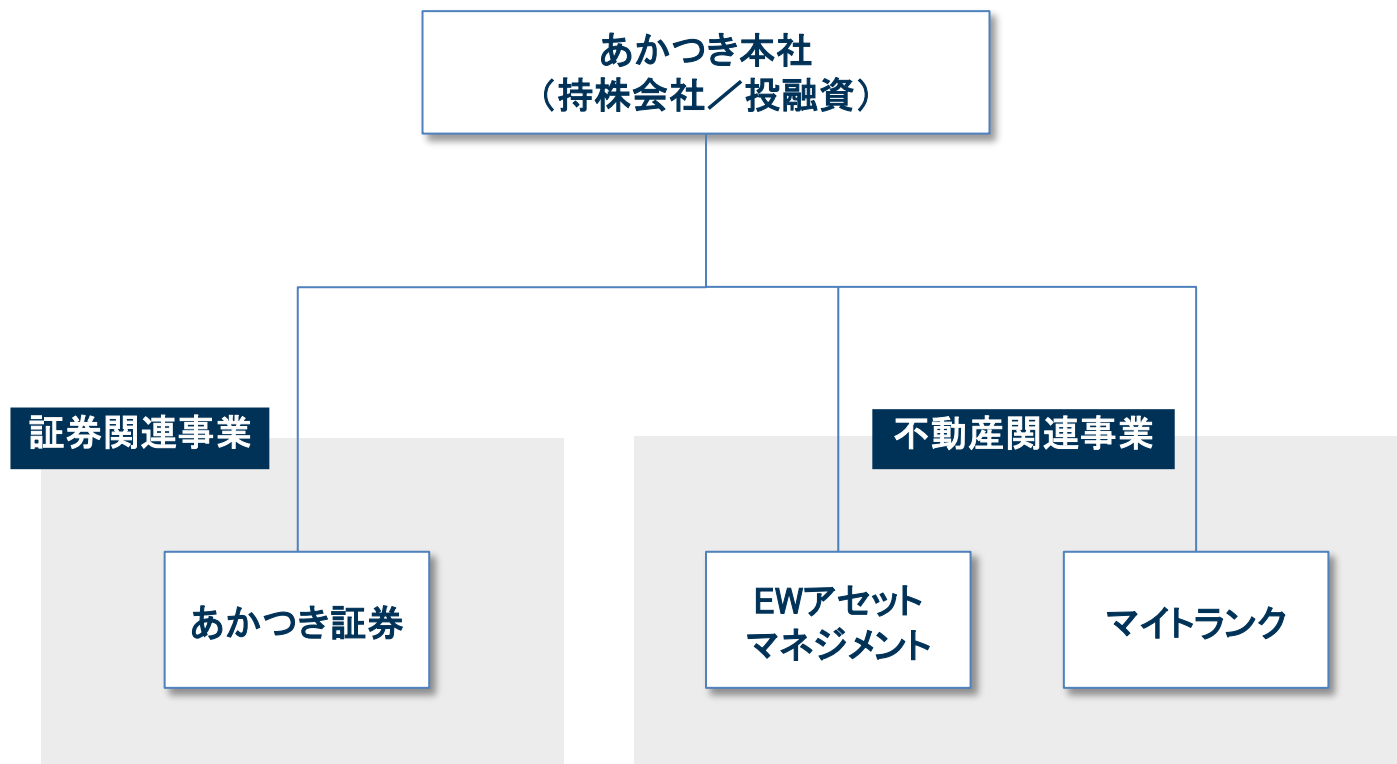 あかつき本社
（持株会社／投融資）
証券関連事業
不動産関連事業
あかつき証券
EWアセット
マネジメント
マイトランク